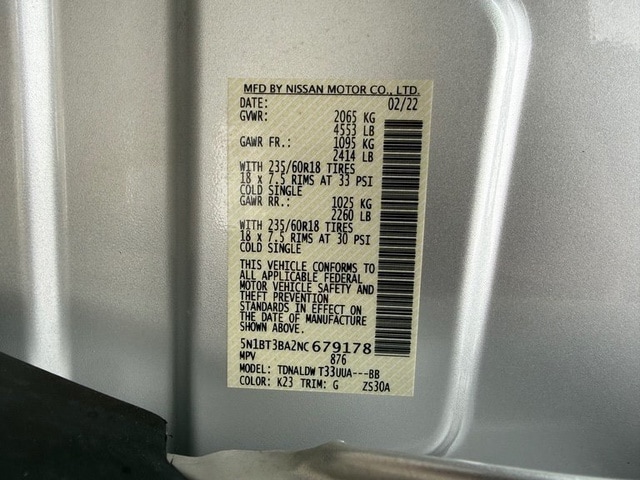 MFD BY NISSAN MOTOR CO., LTD.
DATE: 02/22
GVWR: 2065 KG
4553 LB
GAWR FR.: 1095 KG
2414 LB
WITH 235/60R18 TIRES
18 x 7.5 RIMS AT 33 PSI
COLD SINGLE
GAWR RR.: 1025 KG
2260 LB
WITH 235/60R18 TIRES
18 x 7.5 RIMS AT 30 PSI
COLD SINGLE
THIS VEHICLE CONFORMS TO
ALL APPLICABLE FEDERAL
MOTOR VEHICLE SAFETY AND
THEFT PREVENTION
STANDARDS IN EFFECT ON
THE DATE OF MANUFACTURE
SHOWN ABOVE.
5N1BT3BA2NC679178
MPV 876
MODEL: TDNALDW T33UUA---BB
COLOR: K23 TRIM: G ZS30A